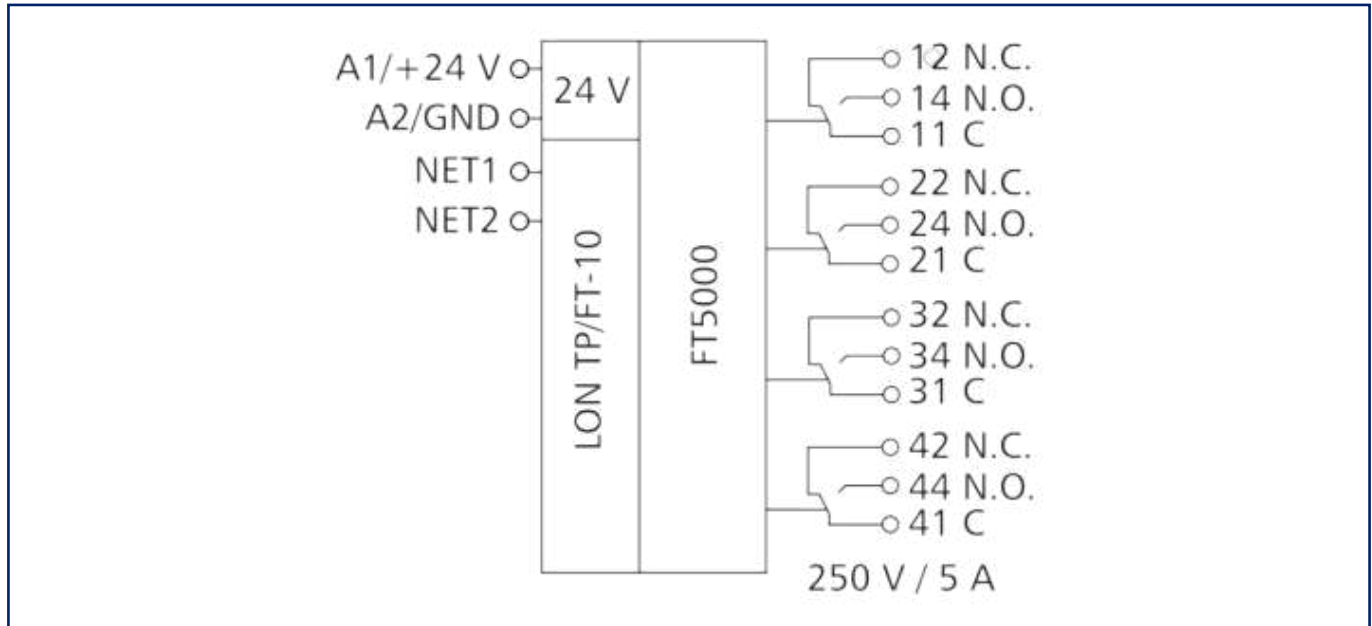 A1/+24 V
A2/GND
NET1
NET2
24 V
LON TP/FT-10
FT5000
12 N.C.
14 N.O.
11 C
22 N.C.
24 N.O.
21 C
32 N.C.
34 N.O.
31 C
42 N.C.
44 N.O.
41 C
250 V / 5 A